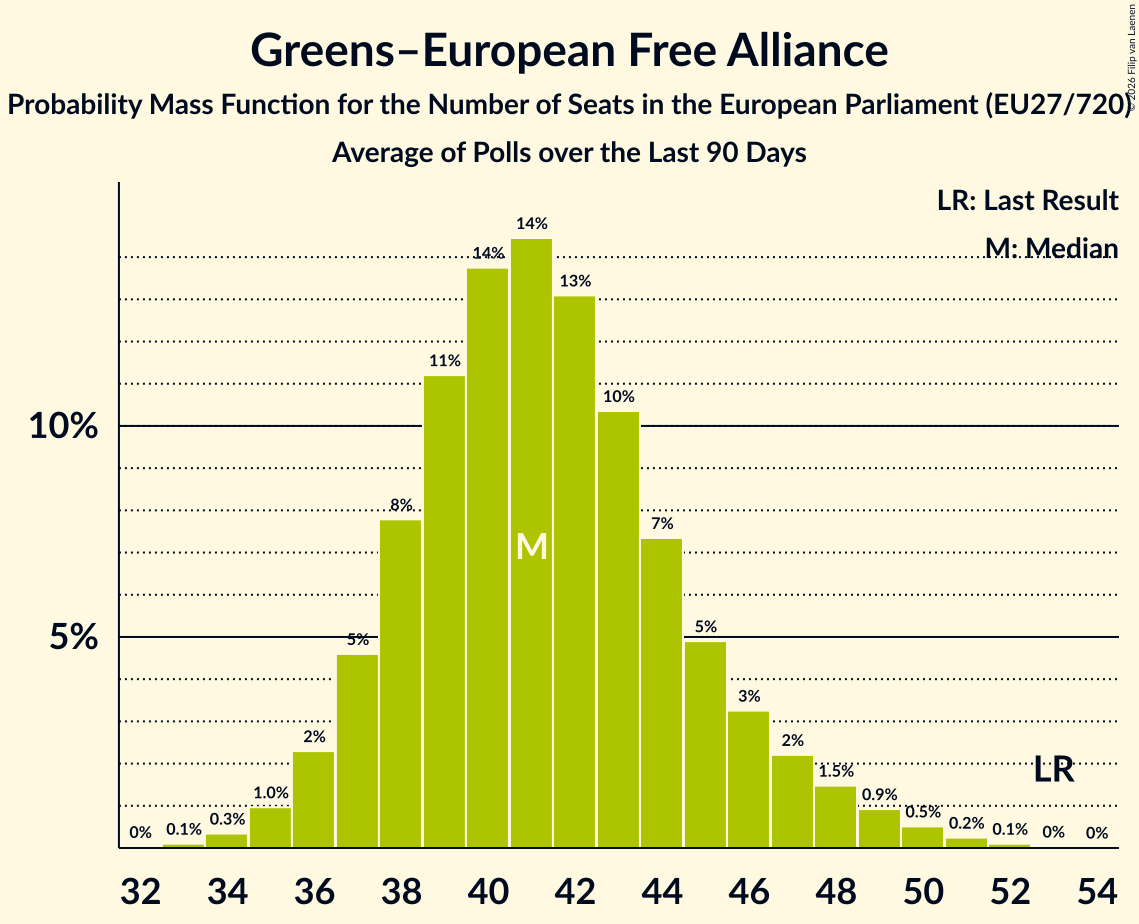 Greens–European Free Alliance
Probability Mass Function for the Number of Seats in the European Parliament (EU27/720)
Average of Polls over the Last 90 Days
© 2026 Filip van Laenen
LR: Last Result
M: Median
10%
5%
0%
0.1%
0.3%
1.0%
2%
5%
8%
11%
14%
14%
13%
10%
7%
5%
3%
2%
1.5%
0.9%
0.5%
0.2%
0.1%
0%
0%
M
LR
32 34 36 38 40 42 44 46 48 50 52 54